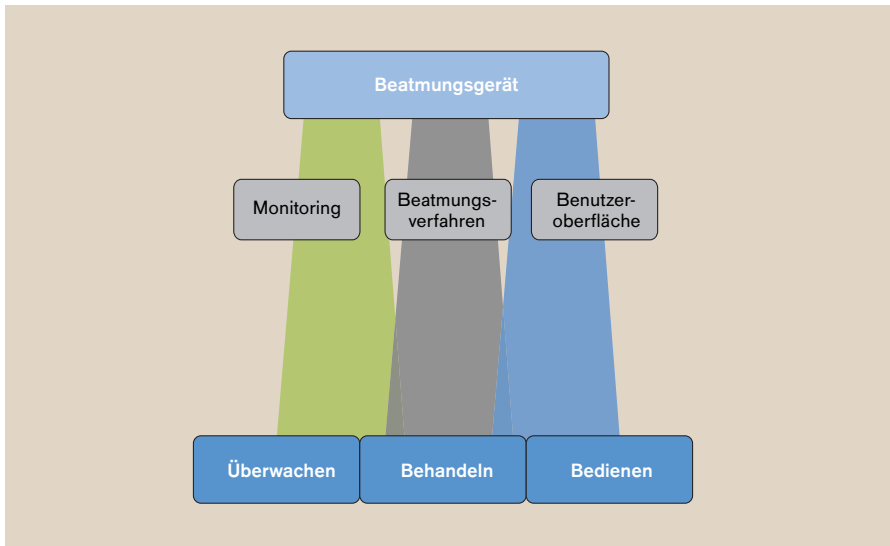 Beatmungsgerät
Monitoring
Beatmungs-
verfahren
Benutzer-
oberfläche
Überwachen
Behandeln
Bedienen